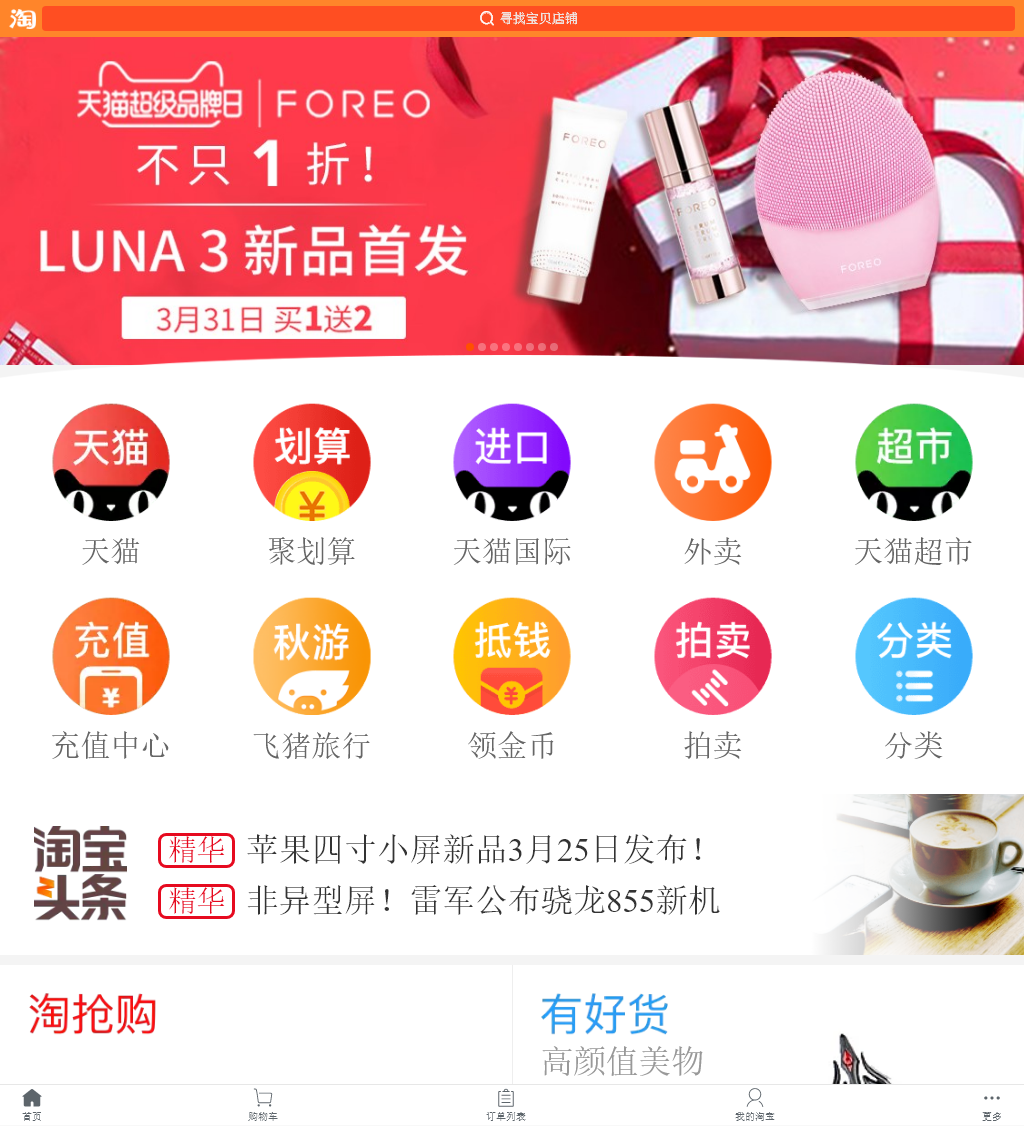 淘
寻找宝贝店铺
天猫超级品牌日 FOREO
不只1折!
LUNA 3 新品首发
3月31日 买1送2
FOREO
FOREO
FOREO
天猫
划算
进口
超市
天猫
聚划算
天猫国际
外卖
天猫超市
充值
秋游
抵钱
拍卖
分类
充值中心
飞猪旅行
领金币
拍卖
分类
淘宝头条
精华 苹果四寸小屏新品3月25日发布!
精华 非异型屏!雷军公布骁龙855新机
淘抢购
有好货
高颜值美物
首页
购物车
订单列表
我的淘宝
更多